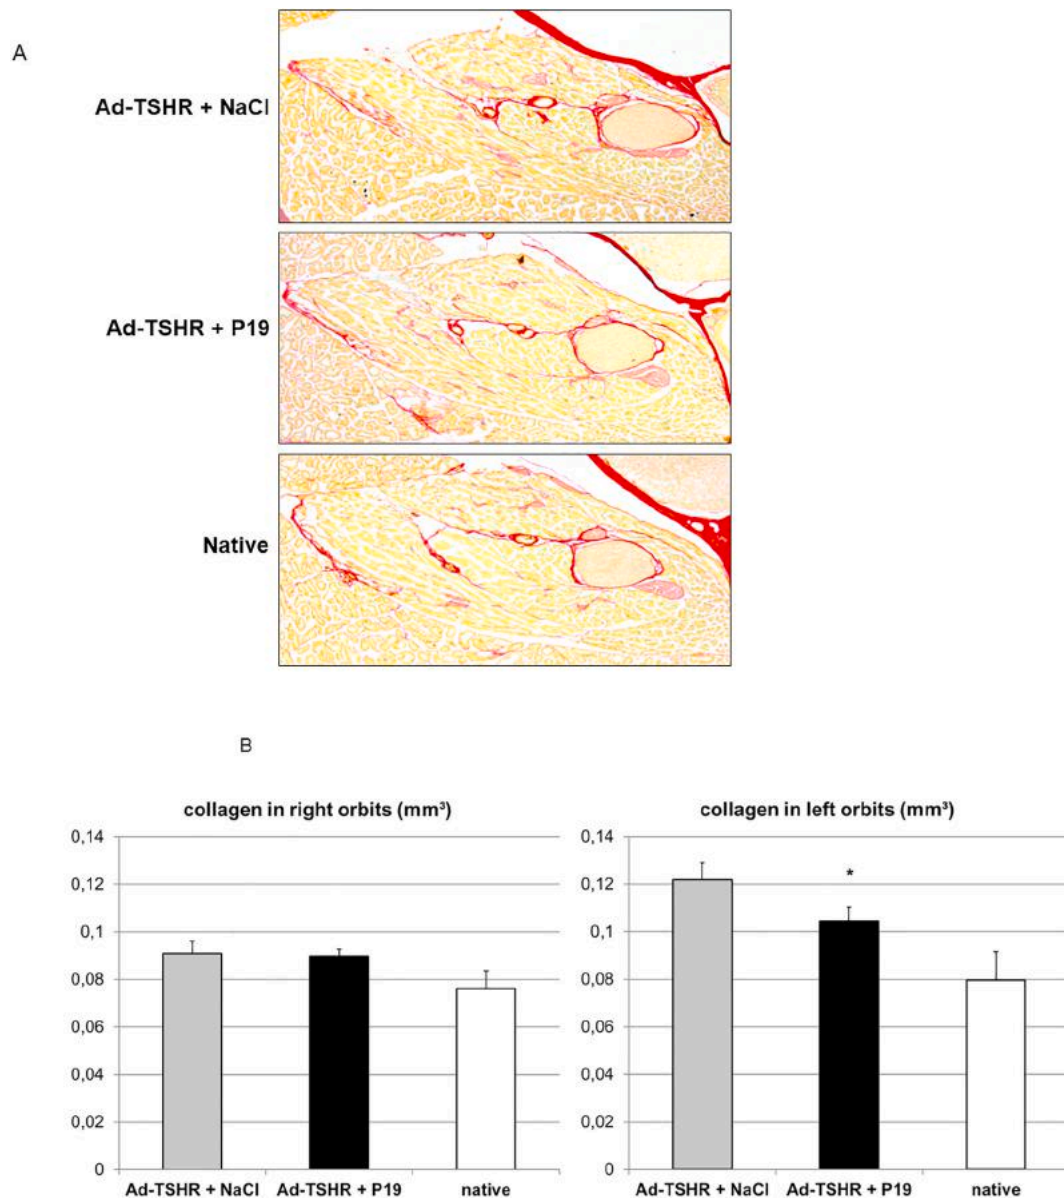 A
Ad-TSHR + NaCl
Ad-TSHR + P19
Native
B
collagen in right orbits (mm³)
0,14
0,12
0,1
0,08
0,06
0,04
0,02
0
Ad-TSHR + NaCl Ad-TSHR + P19 native
collagen in left orbits (mm³)
0,14
0,12
0,1
0,08
0,06
0,04
0,02
0
*
Ad-TSHR + NaCl Ad-TSHR + P19 native